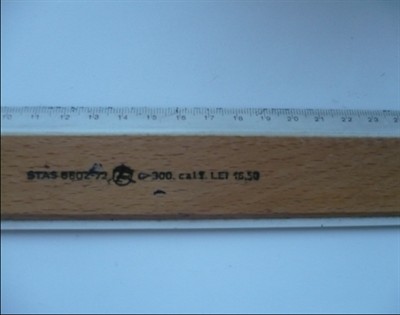 10 11 12 13 14 15 16 17 18 19 20 21 22 23
STAS 6602-72 G-300. cal I. LEI 16,50